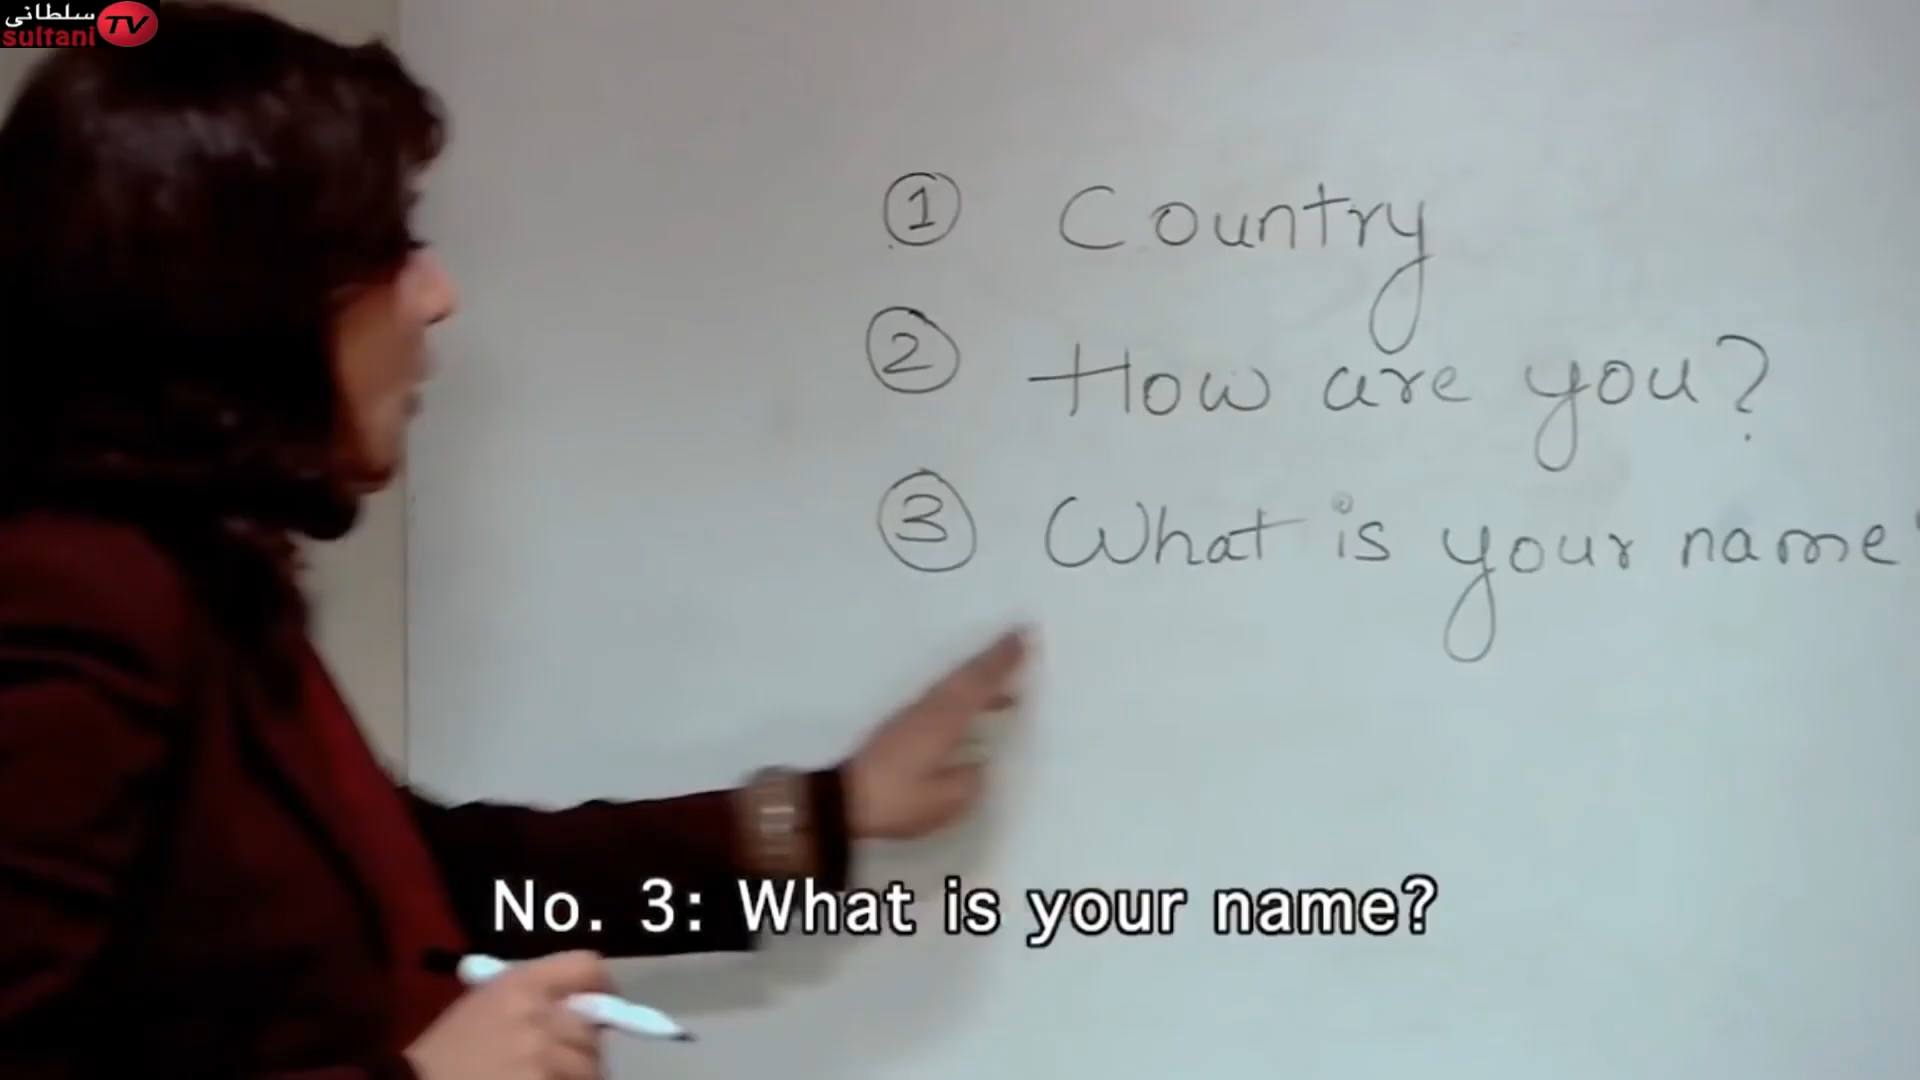 سلطانی
sultani TV
① Country
② How are you?
③ What is your name?
No. 3: What is your name?